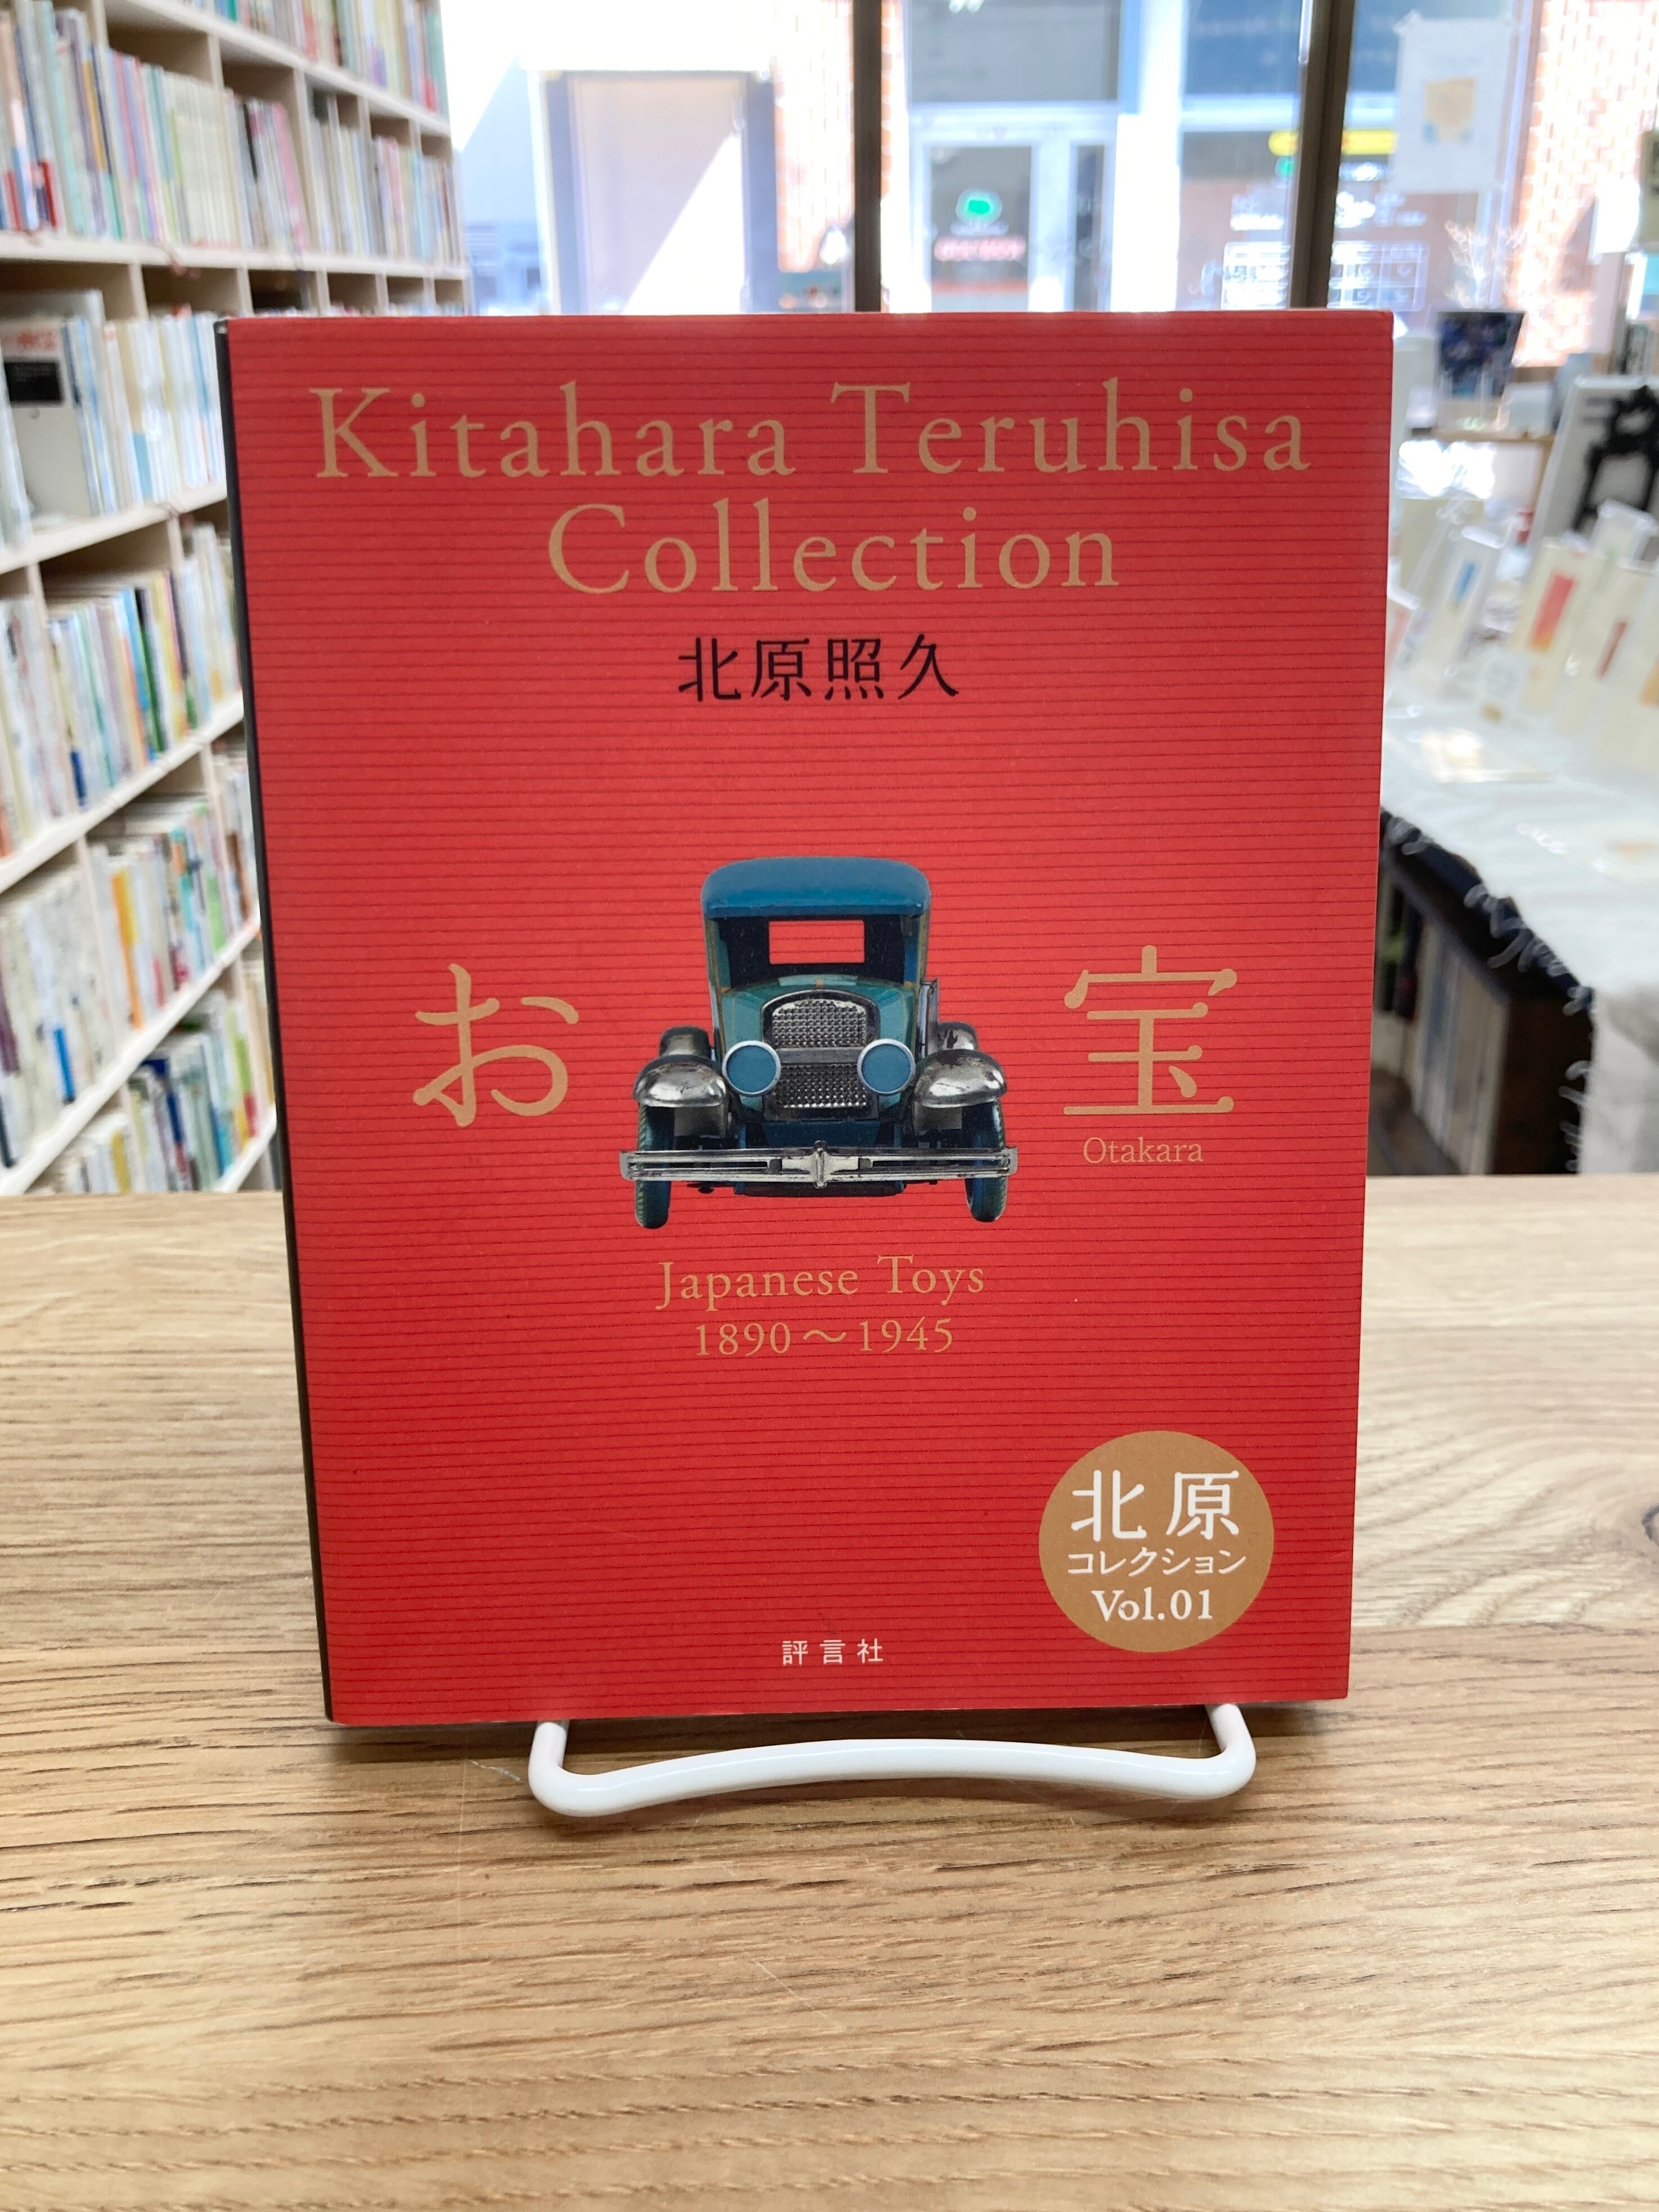 Kitahara Teruhisa
Collection
北原照久
お宝
Otakara
Japanese Toys
1890～1945
北原
コレクション
Vol.01
評言社